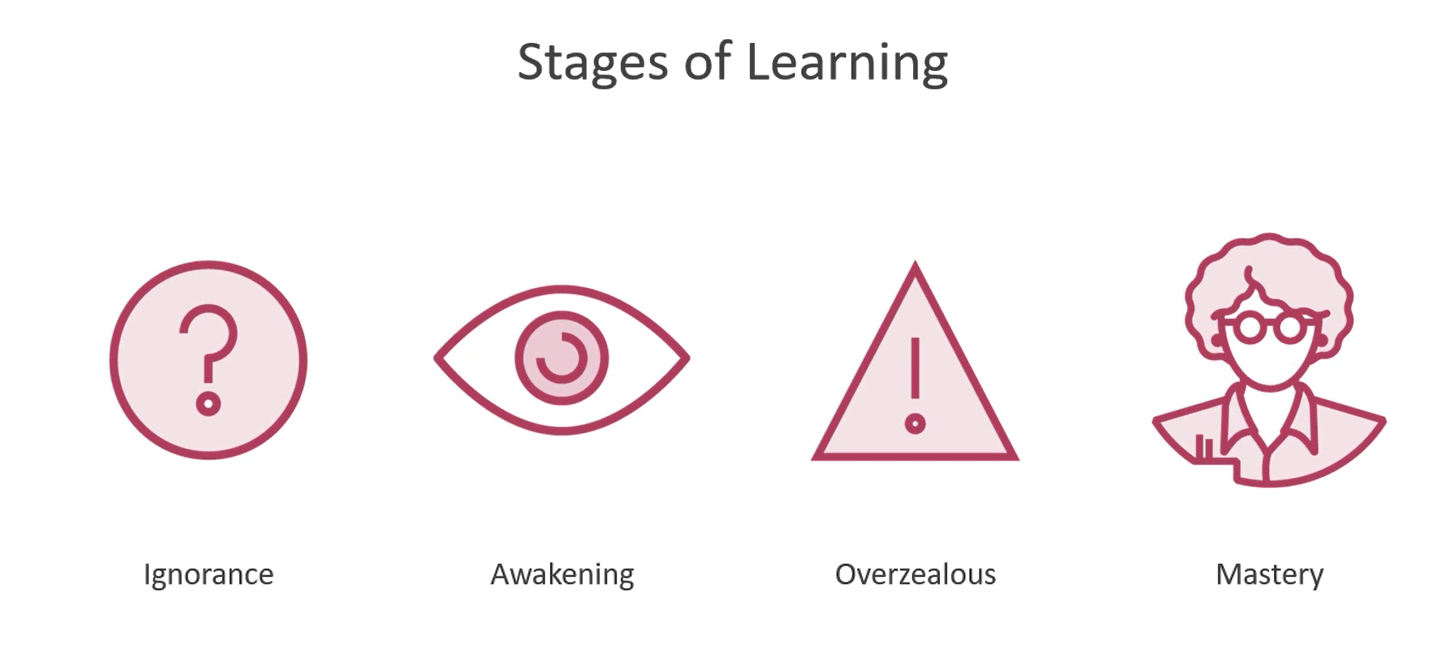 Stages of Learning
?
!
Ignorance
Awakening
Overzealous
Mastery